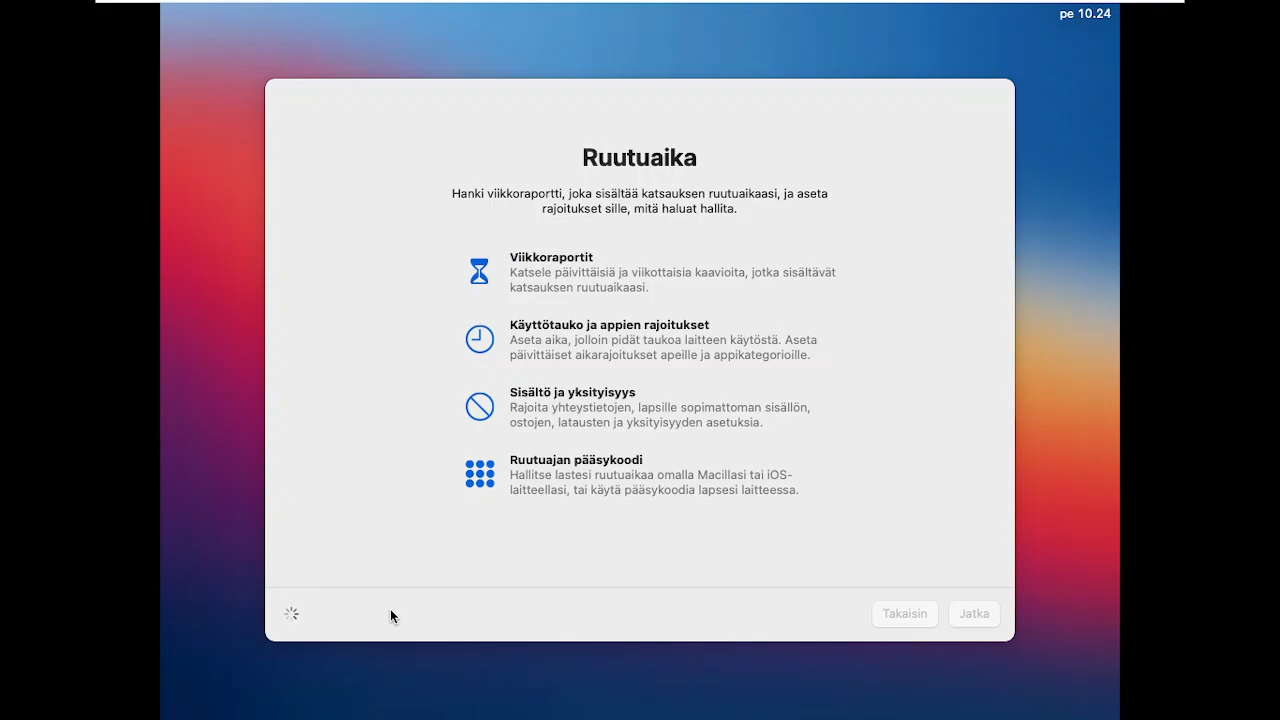 pe 10.24
Ruutuaika
Hanki viikkoraportti, joka sisältää katsauksen ruutuaikaasi, ja aseta
rajoitukset sille, mitä haluat hallita.
Viikkoraportit
Katsele päivittäisiä ja viikottaisia kaavioita, jotka sisältävät
katsauksen ruutuaikaasi.
Käyttötauko ja appien rajoitukset
Aseta aika, jolloin pidät taukoa laitteen käytöstä. Aseta
päivittäiset aikarajoitukset apeille ja appikategorioille.
Sisältö ja yksityisyys
Rajoita yhteystietojen, lapsille sopimattoman sisällön,
ostojen, latausten ja yksityisyyden asetuksia.
Ruutuajan pääsykoodi
Hallitse lastesi ruutuaikaa omalla Macillasi tai iOS-
laitteellasi, tai käytä pääsykoodia lapsesi laitteessa.
Takaisin
Jatka